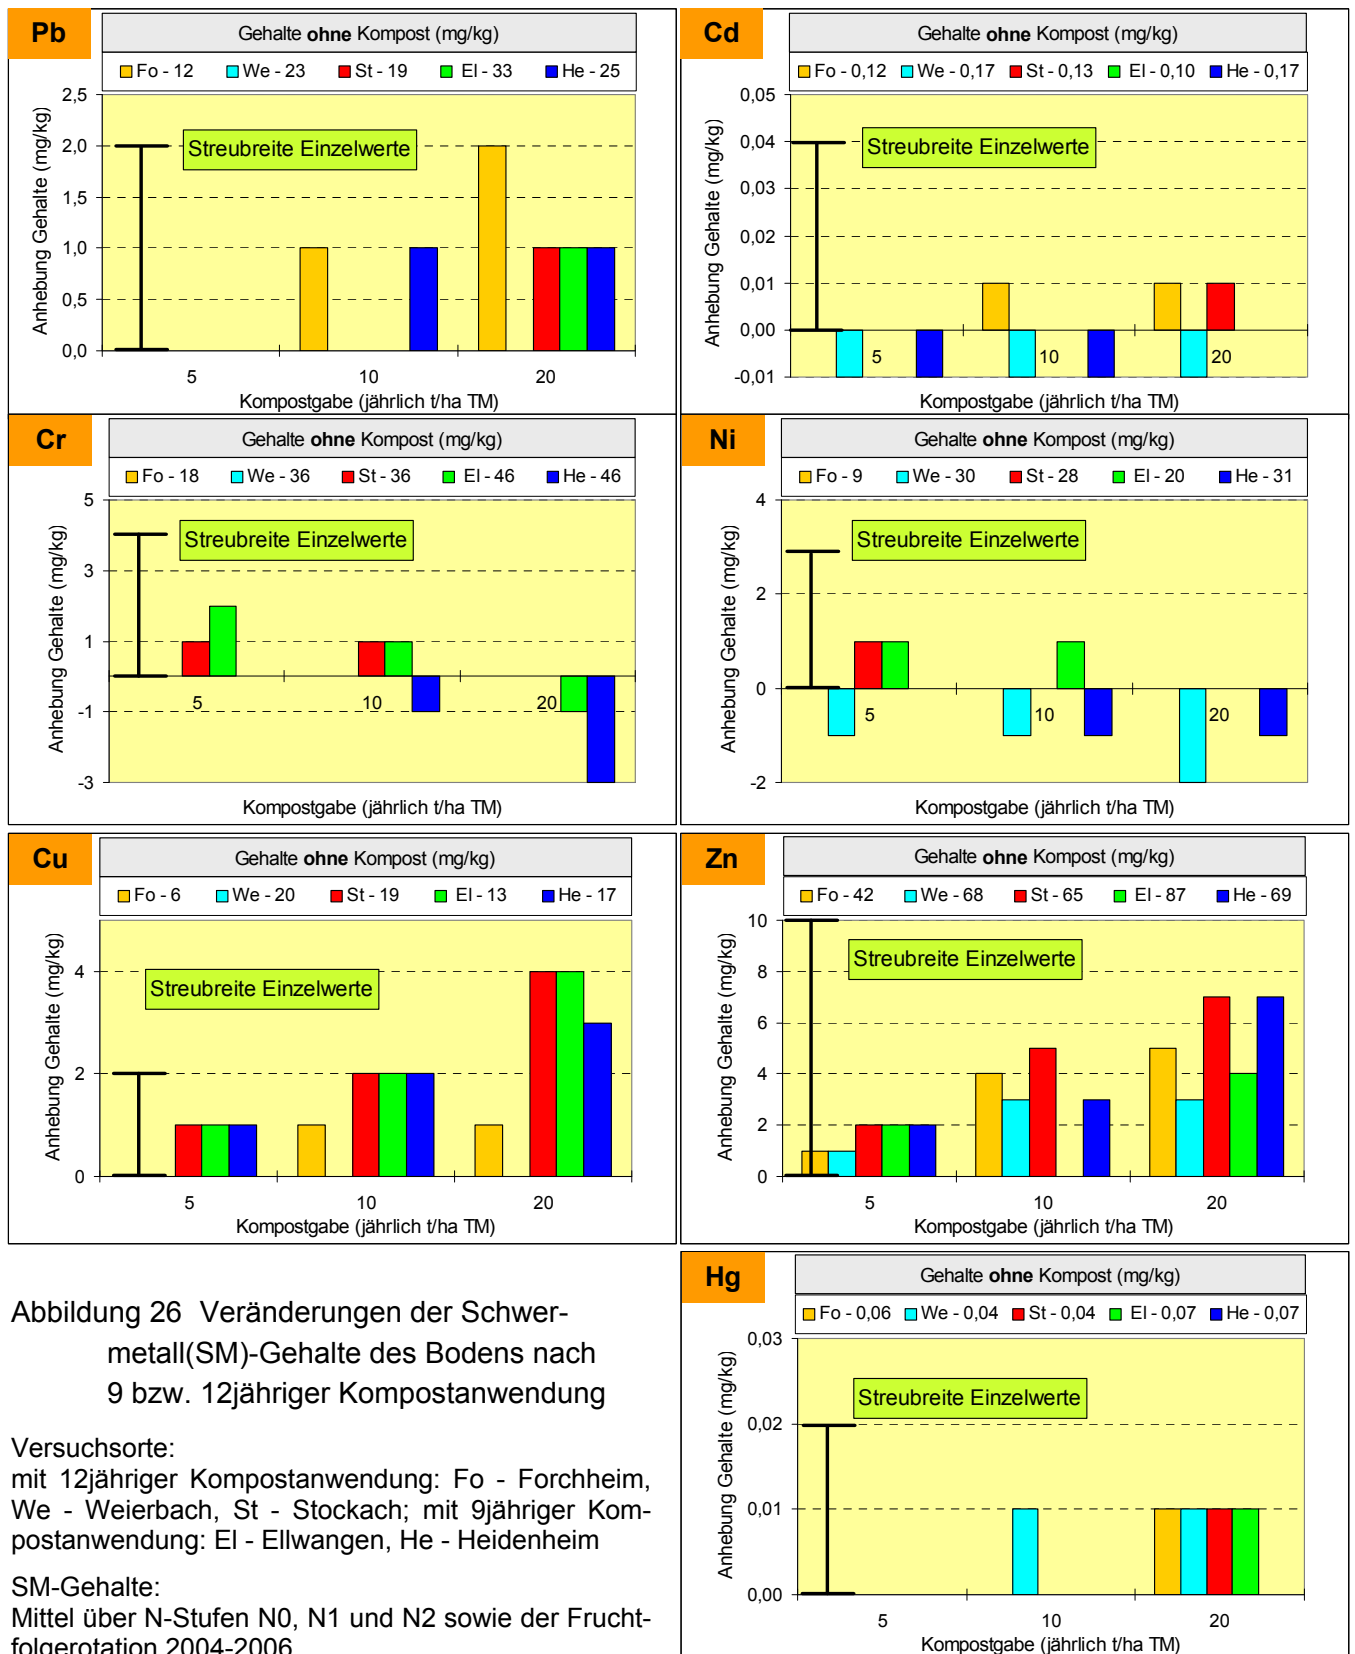 Pb
Gehalte ohne Kompost (mg/kg)
Fo - 12 We - 23 St - 19 El - 33 He - 25
Anhebung Gehalte (mg/kg)
2,5
2,0
1,5
1,0
0,5
0,0
Streubreite Einzelwerte
5 10 20
Kompostgabe (jährlich t/ha TM)
Cd
Gehalte ohne Kompost (mg/kg)
Fo - 0,12 We - 0,17 St - 0,13 El - 0,10 He - 0,17
Anhebung Gehalte (mg/kg)
0,05
0,04
0,03
0,02
0,01
0,00
-0,01
Streubreite Einzelwerte
5 10 20
Kompostgabe (jährlich t/ha TM)
Cr
Gehalte ohne Kompost (mg/kg)
Fo - 18 We - 36 St - 36 El - 46 He - 46
Anhebung Gehalte (mg/kg)
5
3
1
-1
-3
Streubreite Einzelwerte
5 10 20
Kompostgabe (jährlich t/ha TM)
Ni
Gehalte ohne Kompost (mg/kg)
Fo - 9 We - 30 St - 28 El - 20 He - 31
Anhebung Gehalte (mg/kg)
4
2
0
-2
Streubreite Einzelwerte
5 10 20
Kompostgabe (jährlich t/ha TM)
Cu
Gehalte ohne Kompost (mg/kg)
Fo - 6 We - 20 St - 19 El - 13 He - 17
Anhebung Gehalte (mg/kg)
4
2
0
Streubreite Einzelwerte
5 10 20
Kompostgabe (jährlich t/ha TM)
Zn
Gehalte ohne Kompost (mg/kg)
Fo - 42 We - 68 St - 65 El - 87 He - 69
Anhebung Gehalte (mg/kg)
10
8
6
4
2
0
Streubreite Einzelwerte
5 10 20
Kompostgabe (jährlich t/ha TM)
Abbildung 26 Veränderungen der Schwer-
metall(SM)-Gehalte des Bodens nach
9 bzw. 12jähriger Kompostanwendung
Versuchsorte:
mit 12jähriger Kompostanwendung: Fo - Forchheim,
We - Weierbach, St - Stockach; mit 9jähriger Kom-
postanwendung: El - Ellwangen, He - Heidenheim
SM-Gehalte:
Mittel über N-Stufen N0, N1 und N2 sowie der Frucht-
folgerotation 2004-2006
Hg
Gehalte ohne Kompost (mg/kg)
Fo - 0,06 We - 0,04 St - 0,04 El - 0,07 He - 0,07
Anhebung Gehalte (mg/kg)
0,03
0,02
0,01
0,00
Streubreite Einzelwerte
5 10 20
Kompostgabe (jährlich t/ha TM)